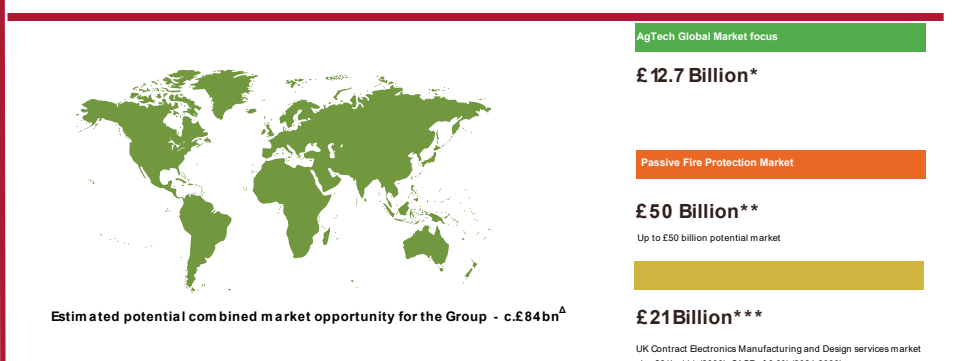 AgTech Global Market focus
£12.7 Billion*
Passive Fire Protection Market
£50 Billion**
Up to £50 billion potential market
Estimated potential combined market opportunity for the Group - c.£84bnΔ
£21Billion***
UK Contract Electronics Manufacturing and Design services market